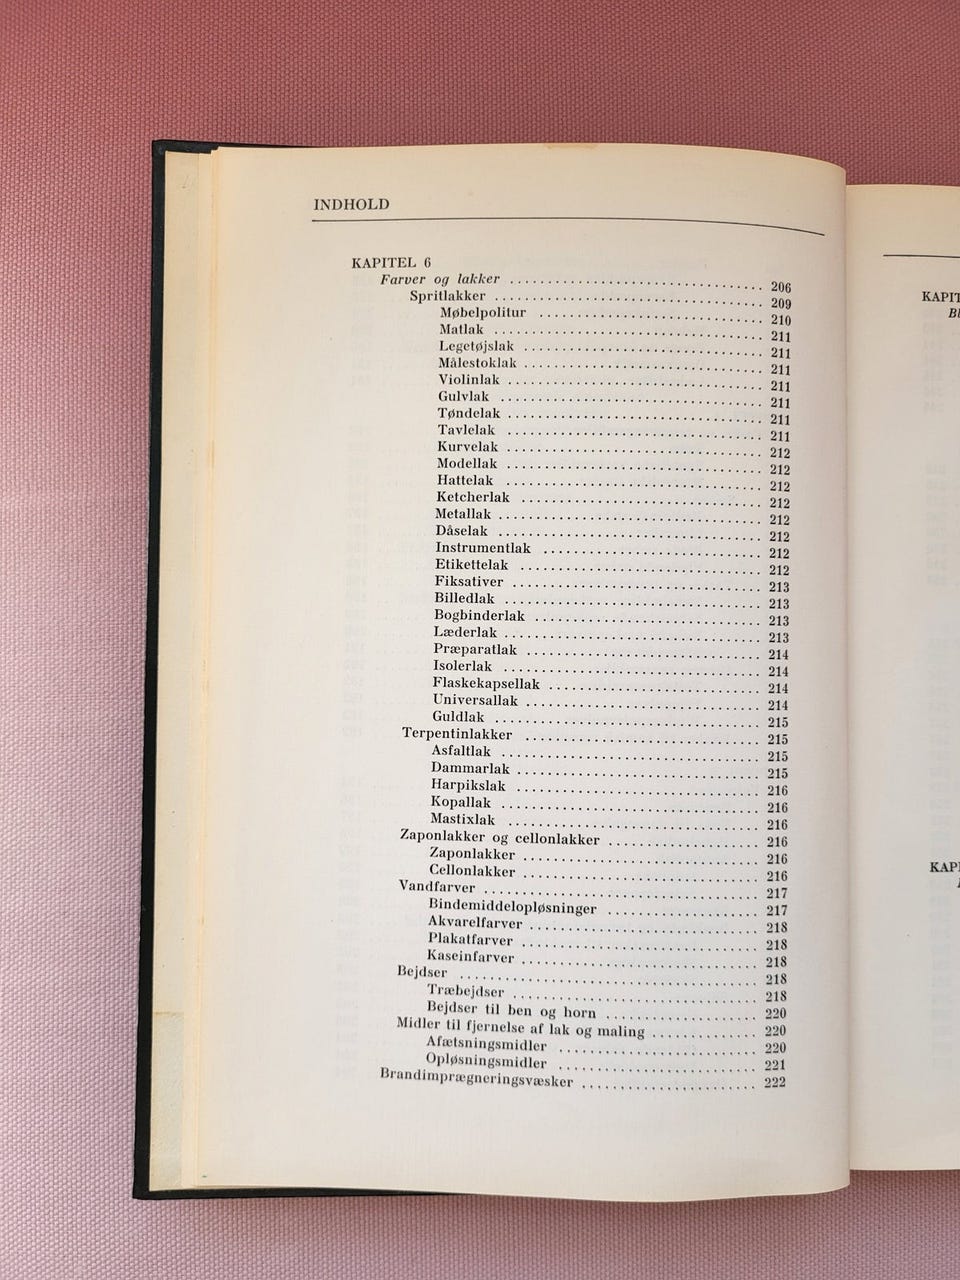 INDHOLD
KAPITEL 6
Farver og lakker 206
Spritlakker 209
Møbelpolitur 210
Matlak 211
Legetøjslak 211
Målestoklak 211
Violinlak 211
Gulvlak 211
Tøndelak 211
Tavlelak 211
Kurvelak 212
Modellak 212
Hattelak 212
Ketcherlak 212
Metallak 212
Dåselak 212
Instrumentlak 212
Etikettelak 212
Fiksativer 213
Billedlak 213
Bogbinderlak 213
Læderlak 213
Præparatlak 214
Isolerlak 214
Flaskekapsellak 214
Universallak 214
Guldlak 215
Terpentinlakker 215
Asfaltlak 215
Dammarlak 215
Harpikslak 216
Kopallak 216
Mastixlak 216
Zaponlakker og cellonlakker 216
Zaponlakker 216
Cellonlakker 216
Vandfarver 217
Bindemiddelopløsninger 217
Akvarelfarver 218
Plakatfarver 218
Kaseinfarver 218
Bejdser 218
Træbejdser 218
Bejdser til ben og horn 220
Midler til fjernelse af lak og maling 220
Afætsningsmidler 220
Opløsningsmidler 221
Brandimprægneringsvæsker 222